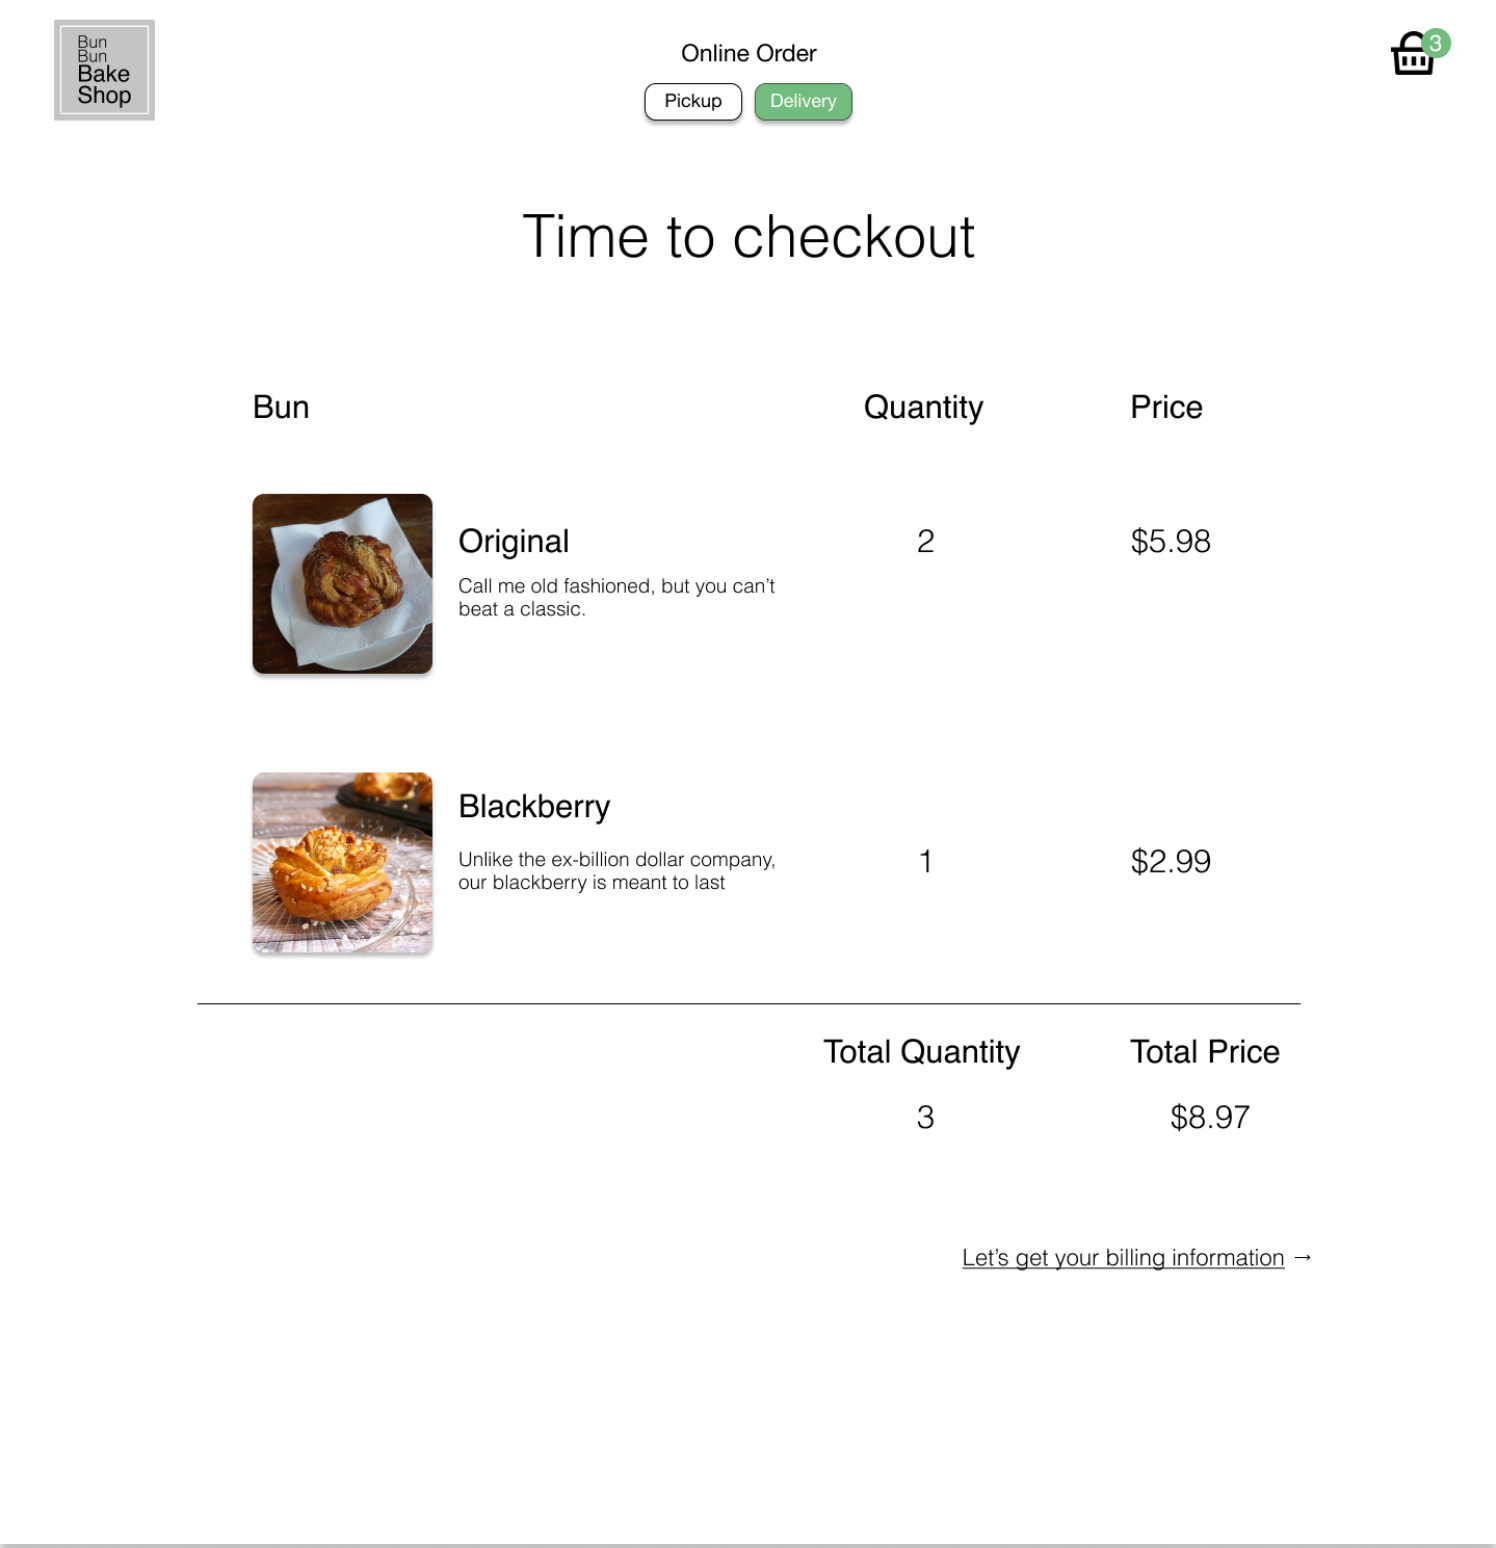 Bun
Bun
Bake
Shop
Online Order
Pickup Delivery
3
Time to checkout
Bun Quantity Price
Original 2 $5.98
Call me old fashioned, but you can’t
beat a classic.
Blackberry
Unlike the ex-billion dollar company,
our blackberry is meant to last
1 $2.99
Total Quantity Total Price
3 $8.97
Let’s get your billing information →